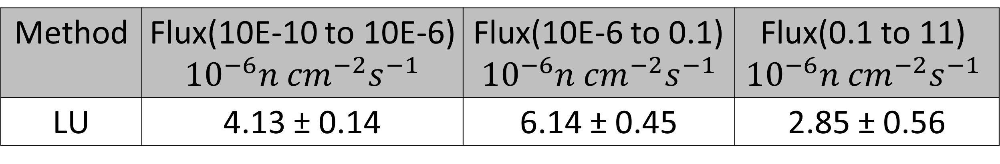 Method Flux(10E-10 to 10E-6) Flux(10E-6 to 0.1) Flux(0.1 to 11)
10⁻⁶n cm⁻²s⁻¹ 10⁻⁶n cm⁻²s⁻¹ 10⁻⁶n cm⁻²s⁻¹
LU 4.13 ± 0.14 6.14 ± 0.45 2.85 ± 0.56